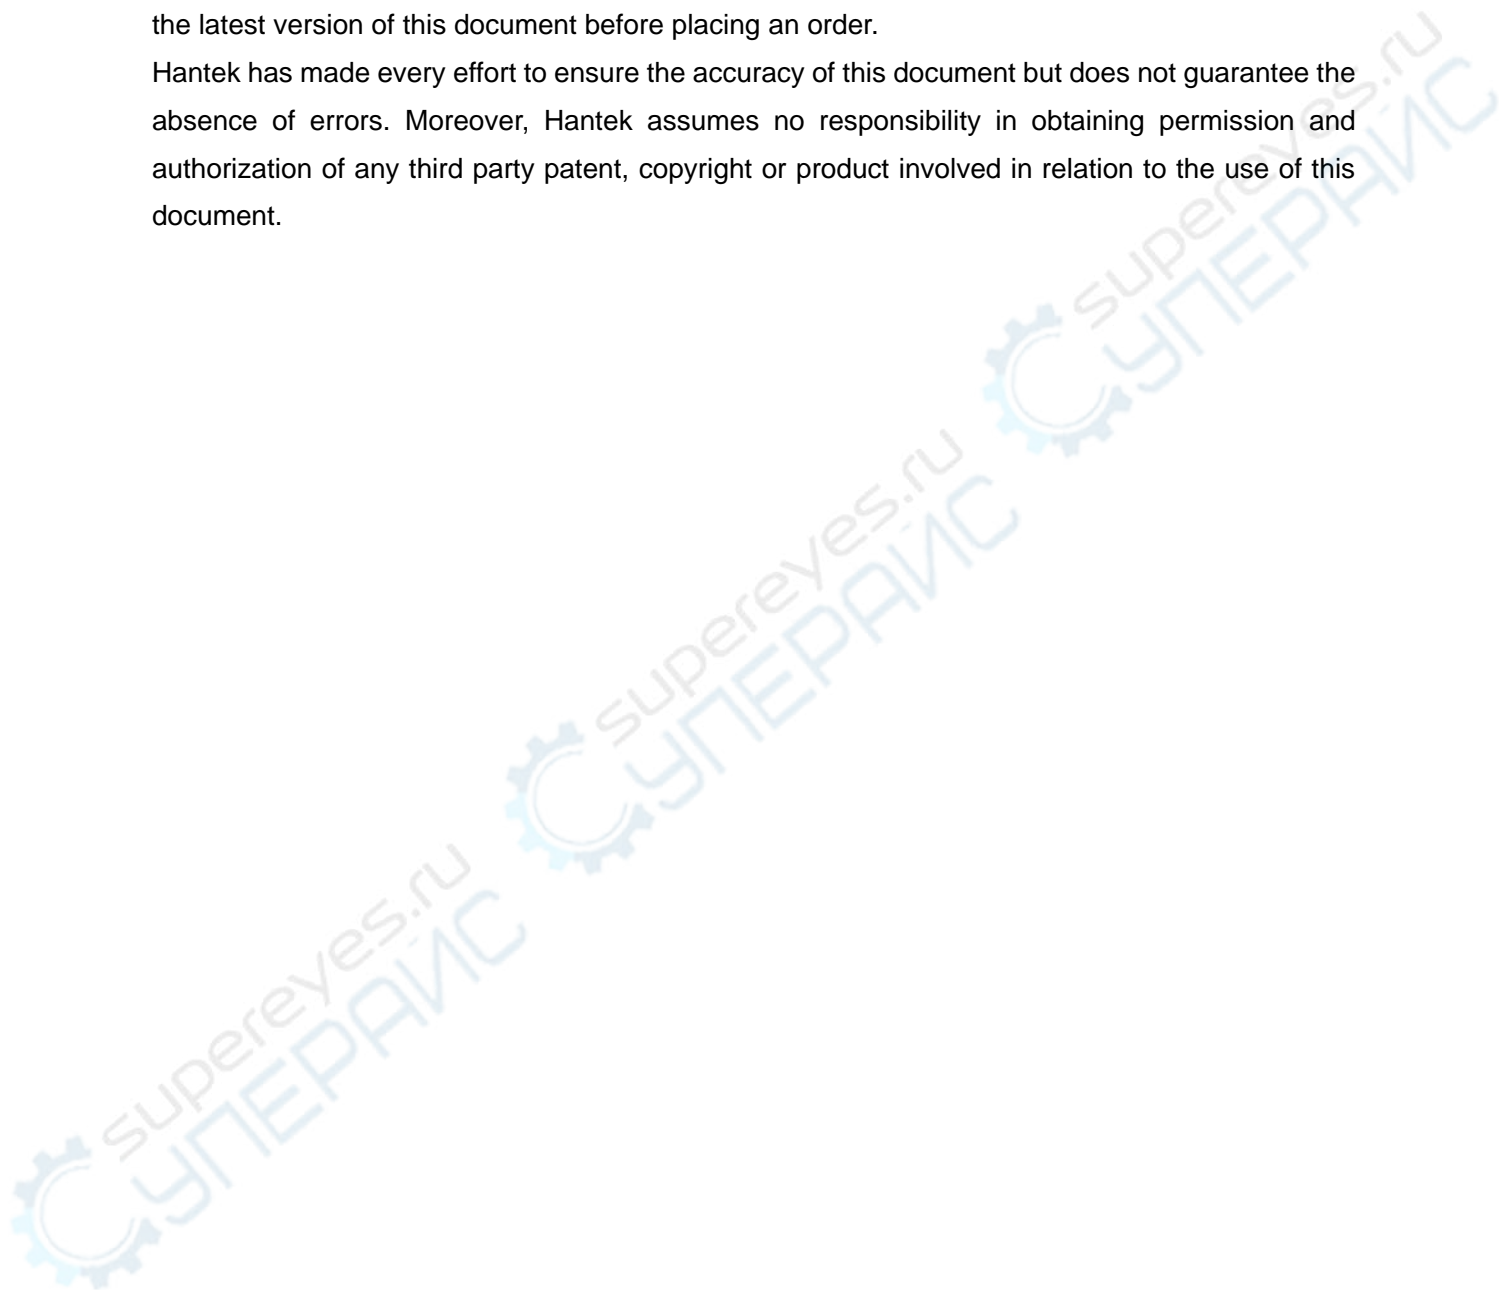 the latest version of this document before placing an order.
Hantek has made every effort to ensure the accuracy of this document but does not guarantee the
absence of errors. Moreover, Hantek assumes no responsibility in obtaining permission and
authorization of any third party patent, copyright or product involved in relation to the use of this
document.
supereyes.ru
СУПЕРАЙС
supereyes.ru
СУПЕРАЙС
supereyes.ru
СУПЕРАЙС